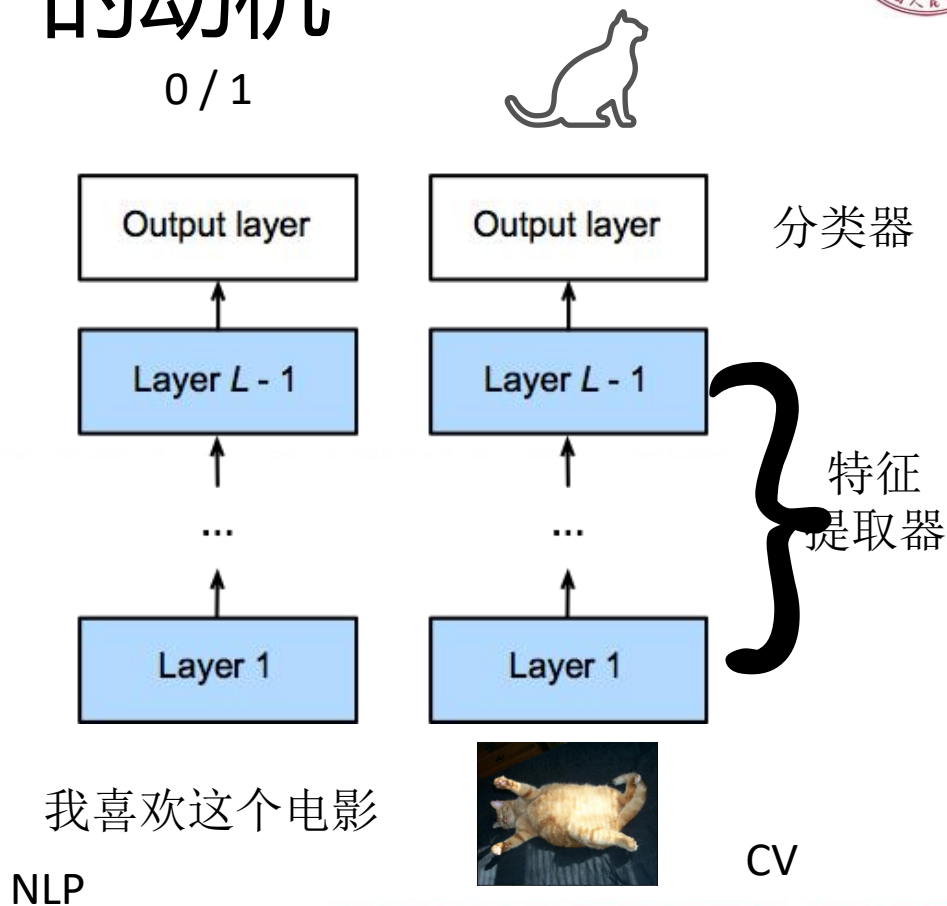 的动机
0 / 1
Output layer
Output layer
分类器
Layer L - 1
Layer L - 1
特征
提取器
...
...
Layer 1
Layer 1
我喜欢这个电影
CV
NLP